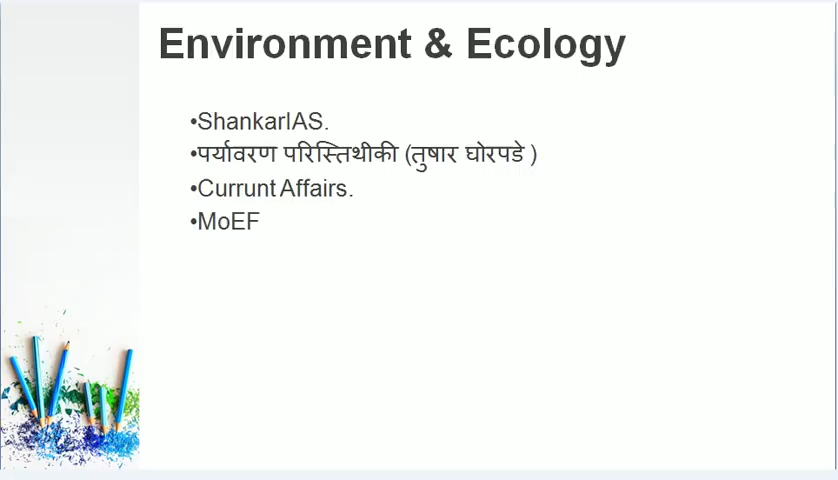 Environment & Ecology
•ShankarIAS.
•पर्यावरण परिस्तिथीकी (तुषार घोरपडे )
•Currunt Affairs.
•MoEF